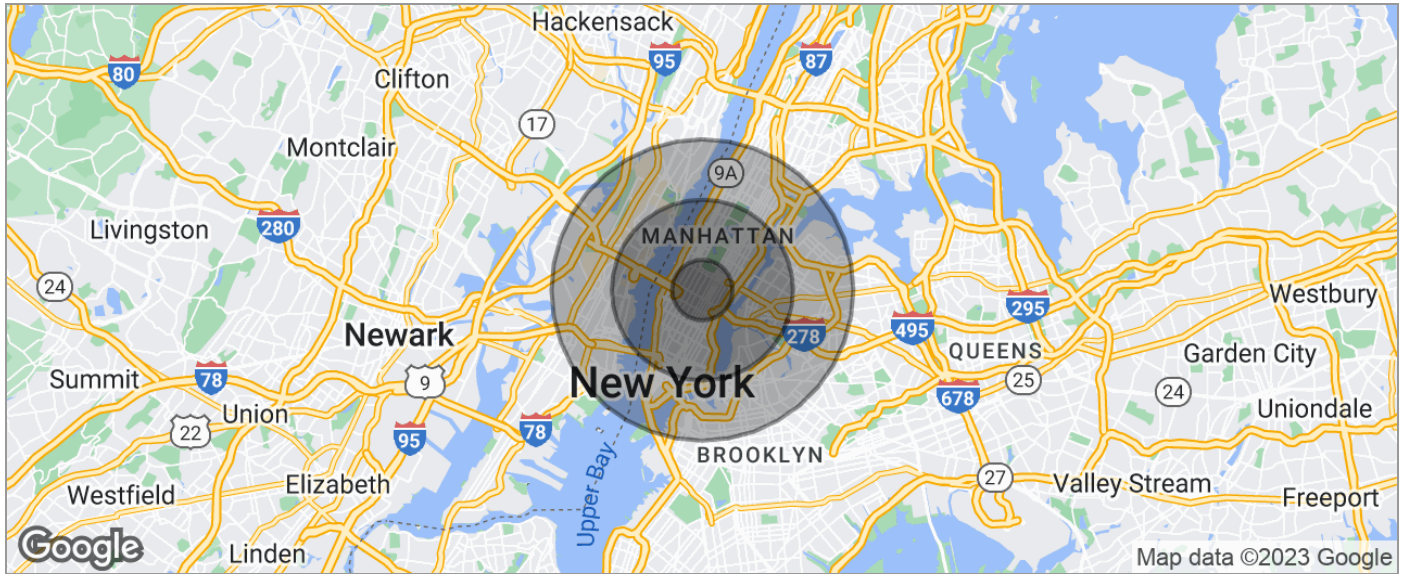 Hackensack
95
87
80
Clifton
17
Montclair
9A
Livingston
280
MANHATTAN
24
Newark
278
495
295
Westbury
QUEENS
Garden City
Summit
78
9
New York
25
24
678
Union
22
95
78
Uniondale
BROOKLYN
Upper Bay
Westfield
Elizabeth
27
Valley Stream
Freeport
Linden
Google
Map data ©2023 Google